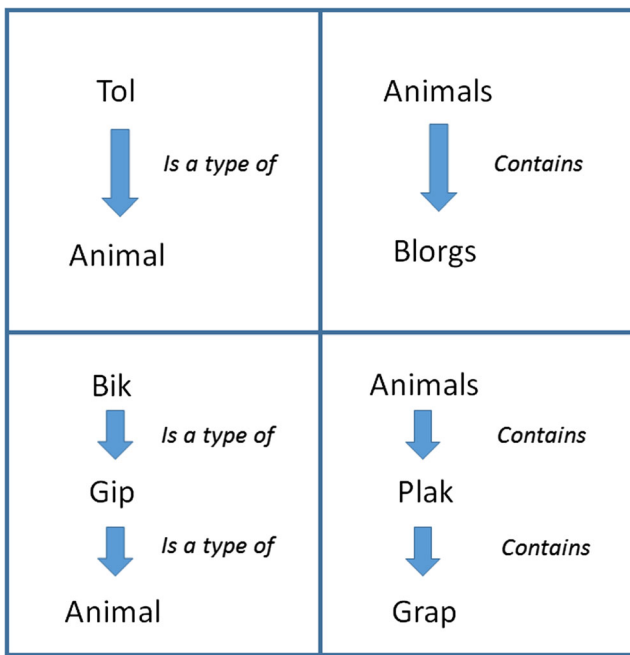 Tol
Is a type of
Animal
Animals
Contains
Blorgs
Bik
Is a type of
Gip
Is a type of
Animal
Animals
Contains
Plak
Contains
Grap